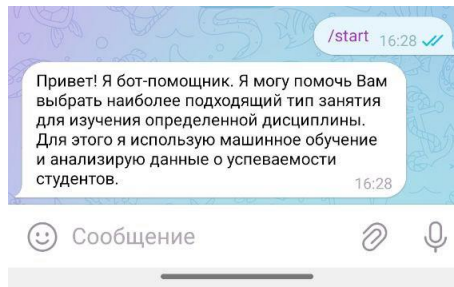 /start 16:28
Привет! Я бот-помощник. Я могу помочь Вам
выбрать наиболее подходящий тип занятия
для изучения определенной дисциплины.
Для этого я использую машинное обучение
и анализирую данные о успеваемости
студентов.
16:28
Сообщение